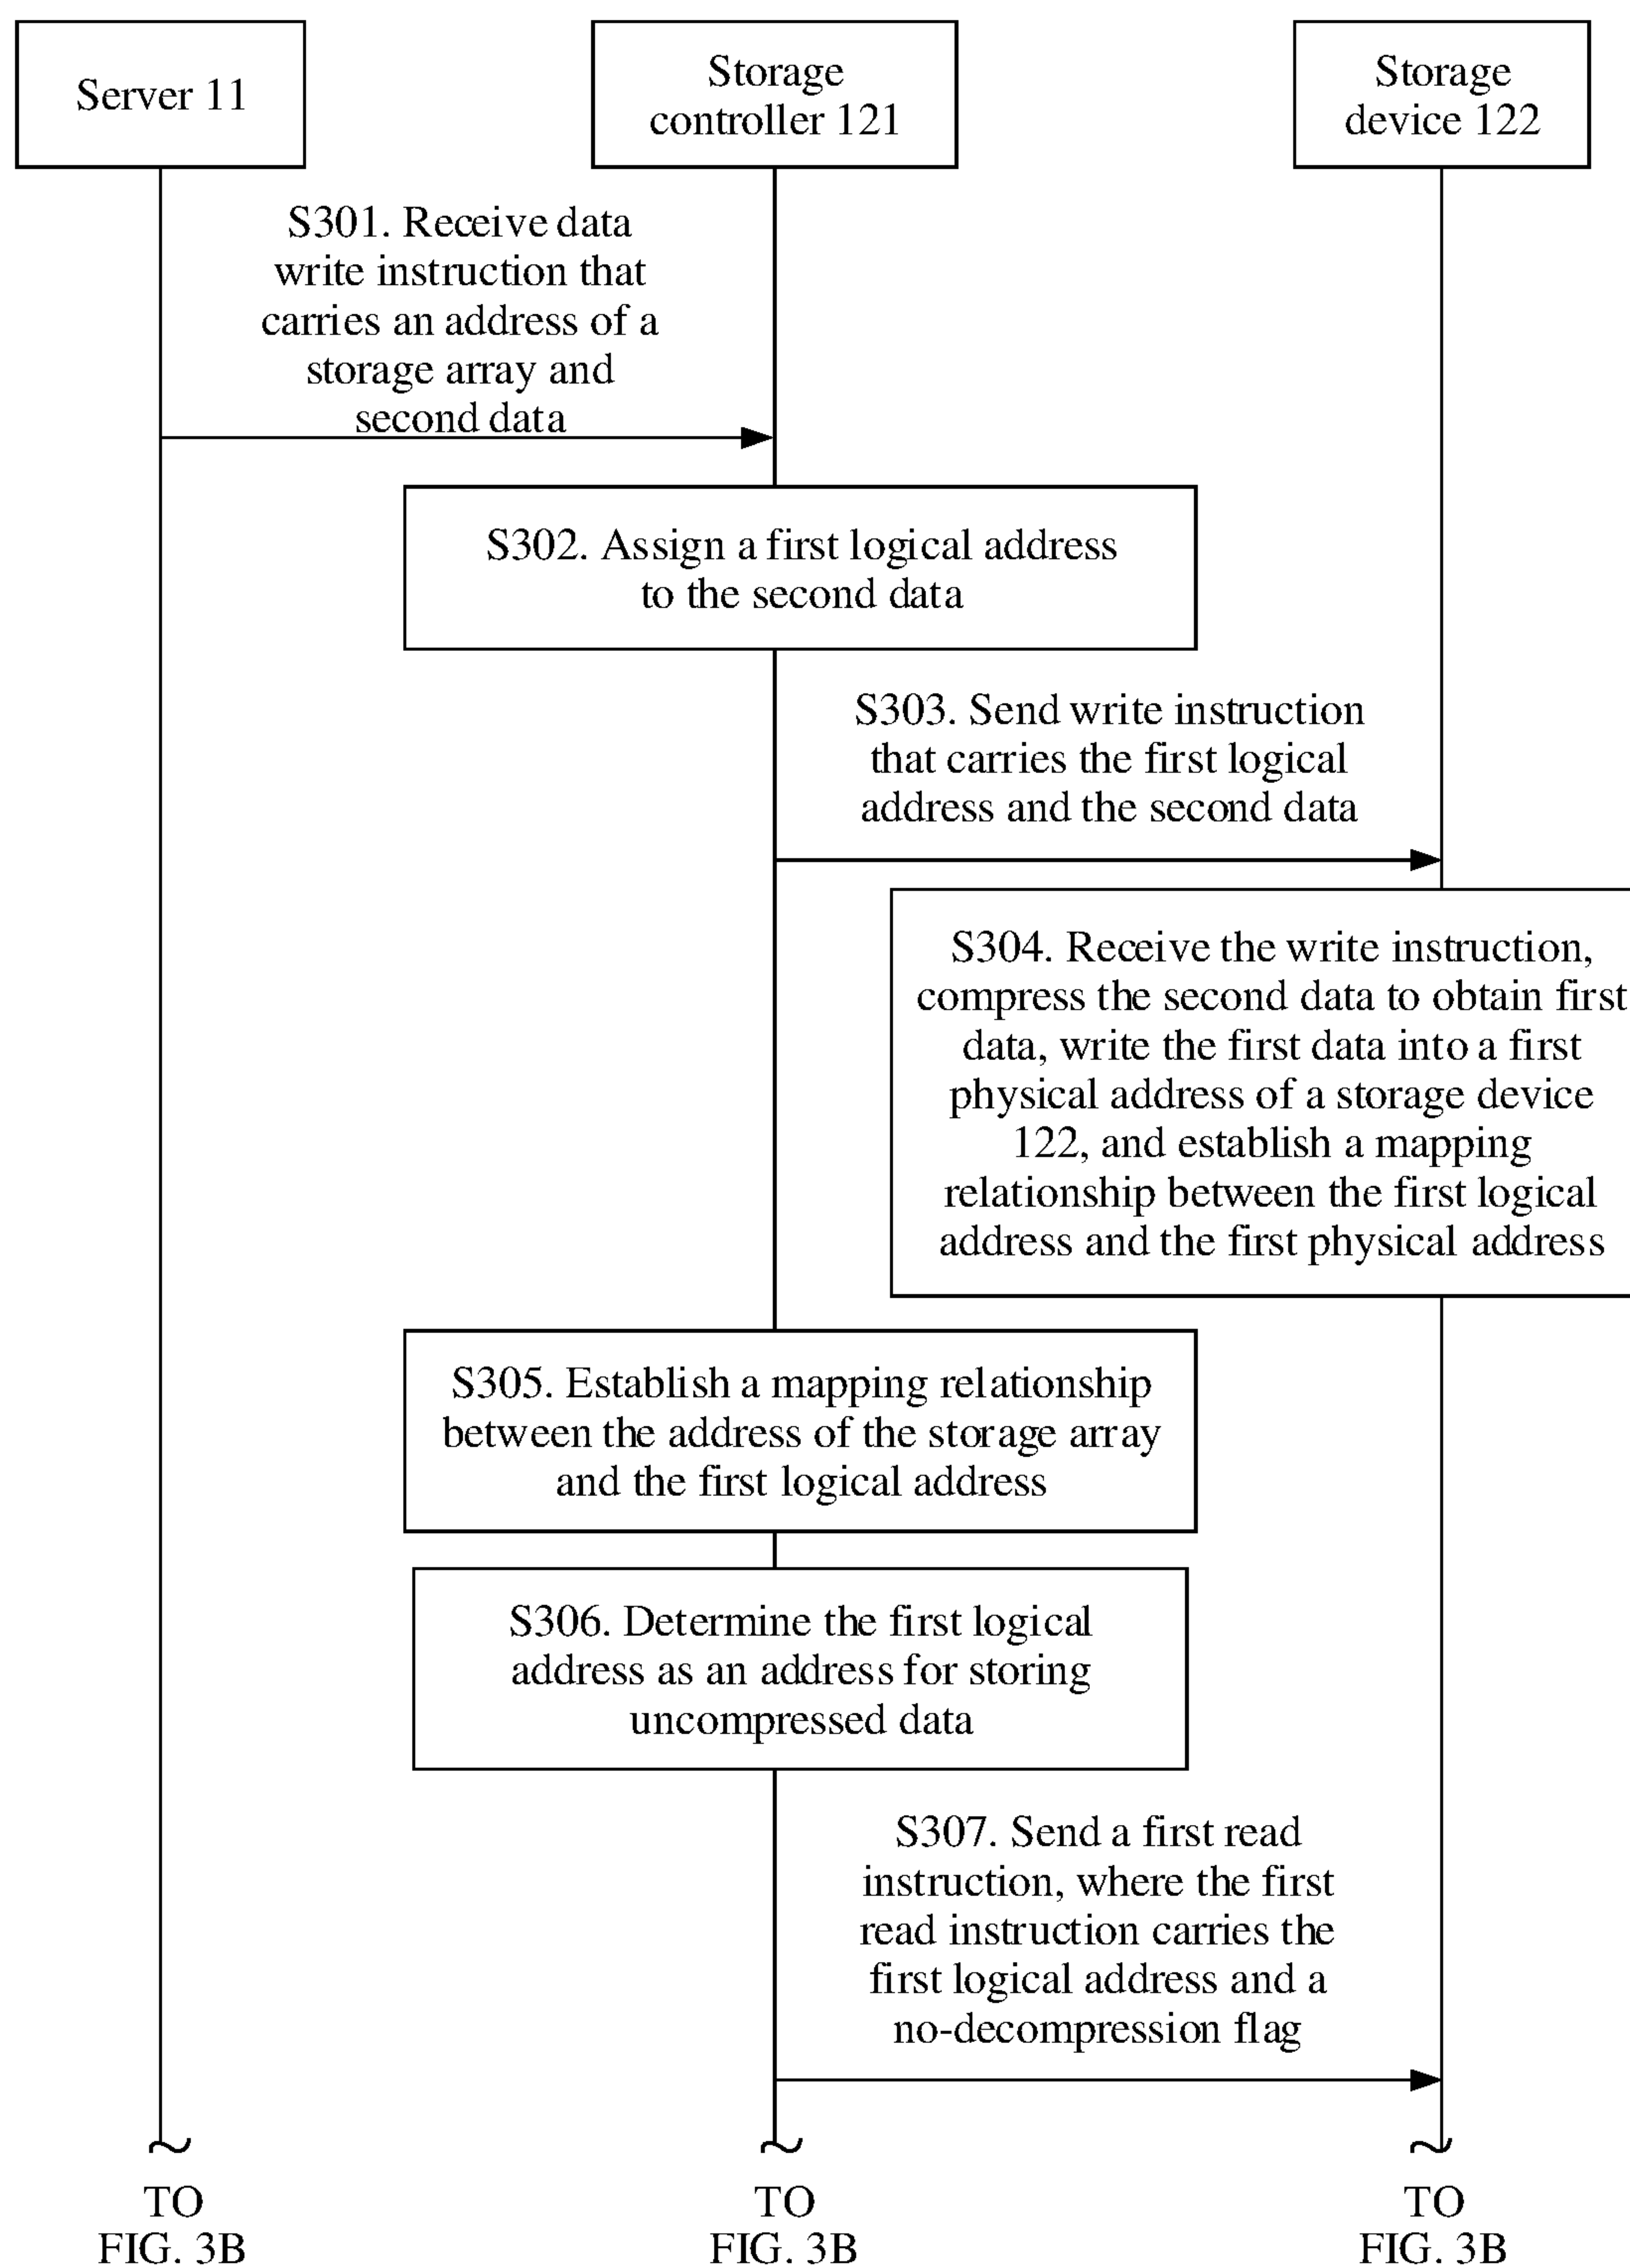 Server 11
Storage
controller 121
Storage
device 122
S301. Receive data
write instruction that
carries an address of a
storage array and
second data
S302. Assign a first logical address
to the second data
S303. Send write instruction
that carries the first logical
address and the second data
S304. Receive the write instruction,
compress the second data to obtain first
data, write the first data into a first
physical address of a storage device
122, and establish a mapping
relationship between the first logical
address and the first physical address
S305. Establish a mapping relationship
between the address of the storage array
and the first logical address
S306. Determine the first logical
address as an address for storing
uncompressed data
S307. Send a first read
instruction, where the first
read instruction carries the
first logical address and a
no-decompression flag
TO
FIG. 3B
TO
FIG. 3B
TO
FIG. 3B